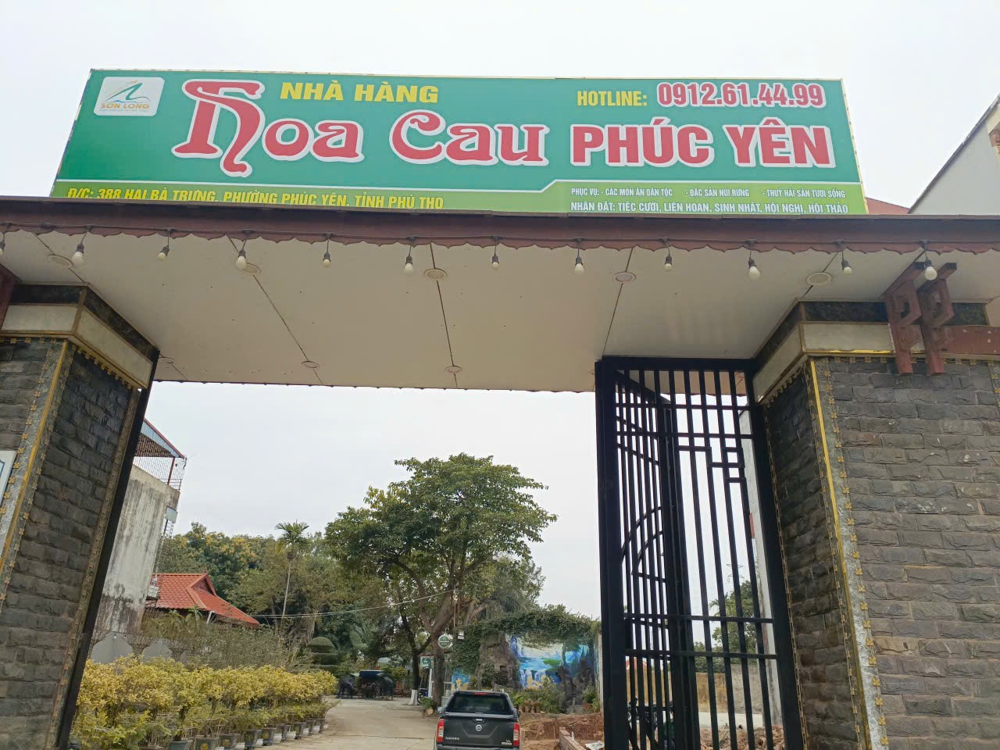 SƠN LONG
NHÀ HÀNG
Hoa Cau PHÚC YÊN
HOTLINE: 0912.61.44.99
Đ/C: 388 HAI BÀ TRƯNG, PHƯỜNG PHÚC YÊN, TỈNH PHÚ THỌ
PHỤC VỤ: - CÁC MÓN ĂN DÂN TỘC - ĐẶC SẢN NÚI RỪNG - THUỶ HẢI SẢN TƯƠI SỐNG
NHẬN ĐẶT: TIỆC CƯỚI, LIÊN HOAN, SINH NHẬT, HỘI NGHỊ, HỘI THẢO
NAVARA